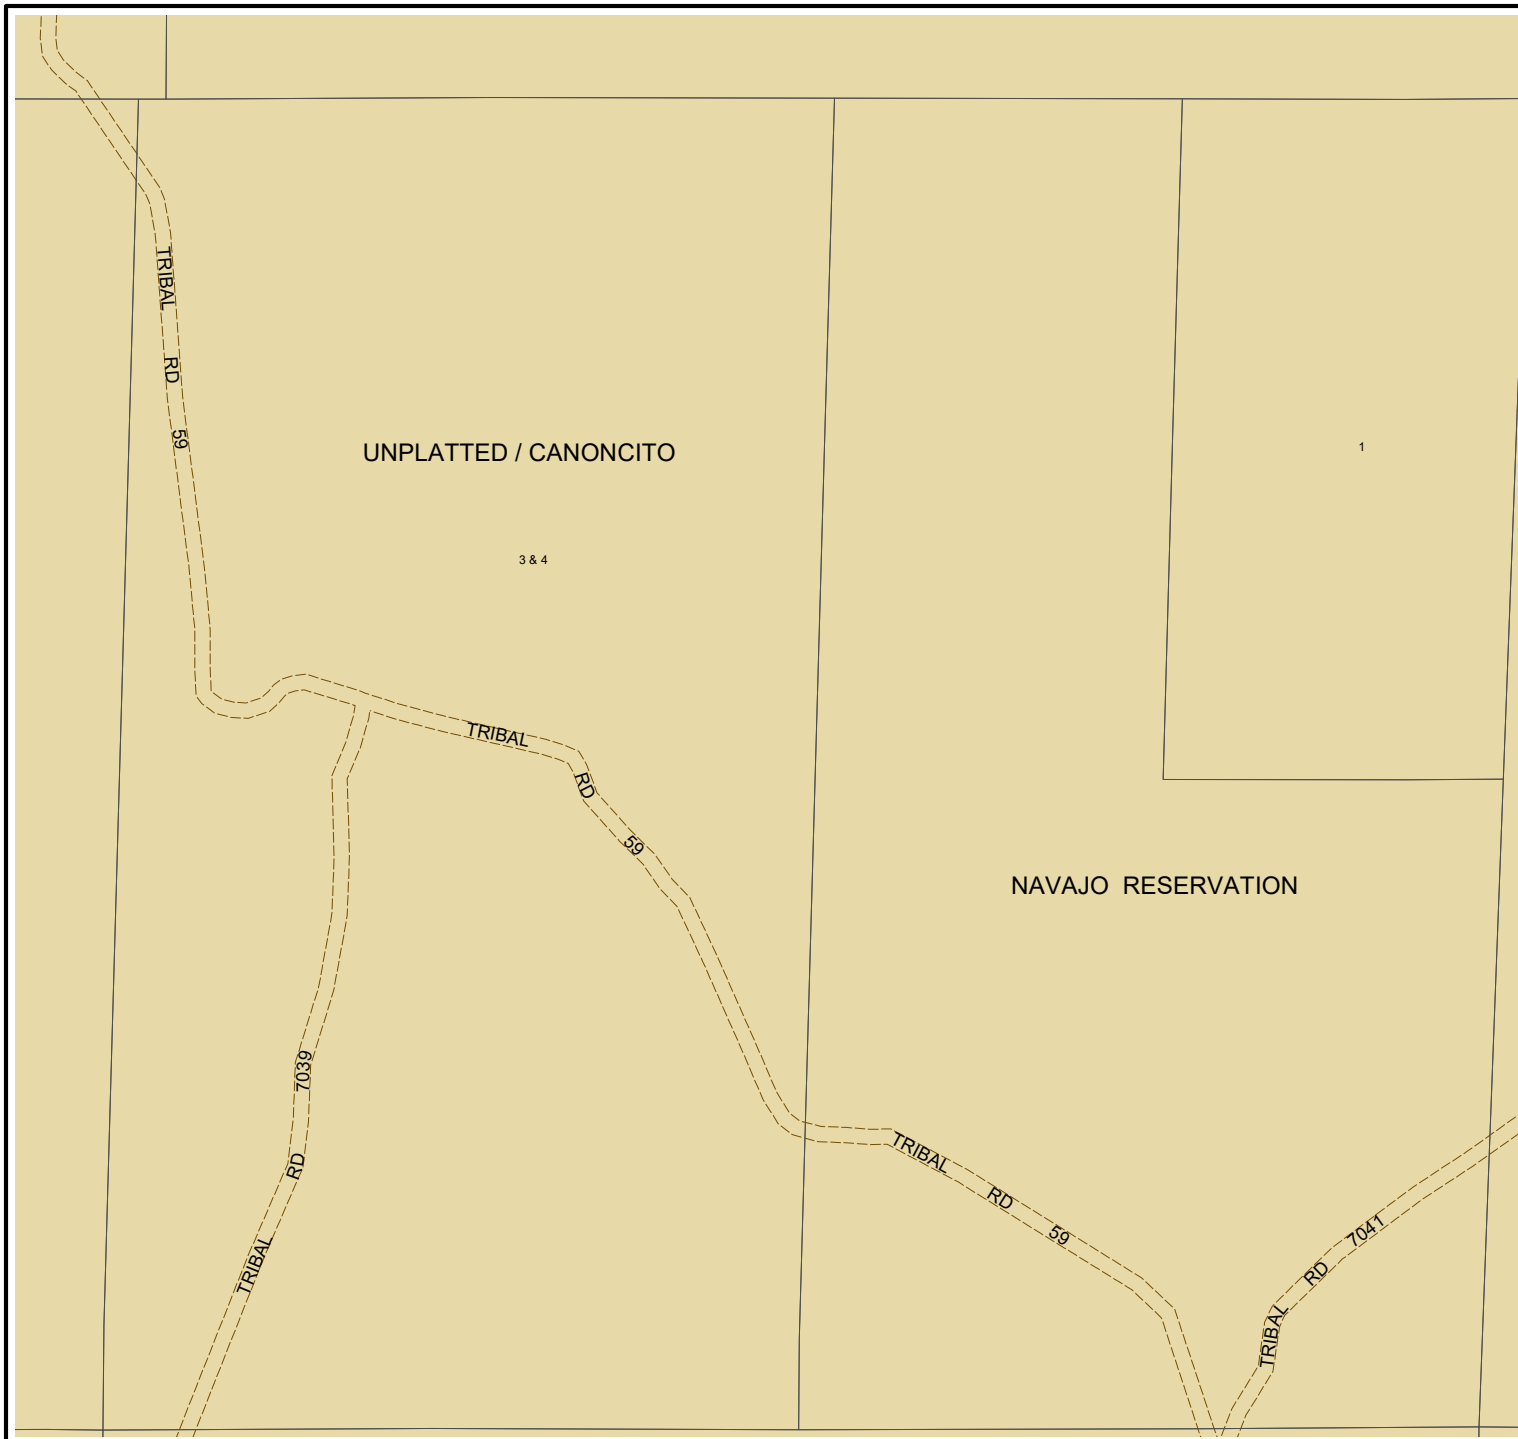 TRIBAL RD 59
UNPLATTED / CANONCITO
1
3 & 4
TRIBAL RD 59
NAVAJO RESERVATION
TRIBAL RD 7039
TRIBAL RD 59
TRIBAL RD 7041